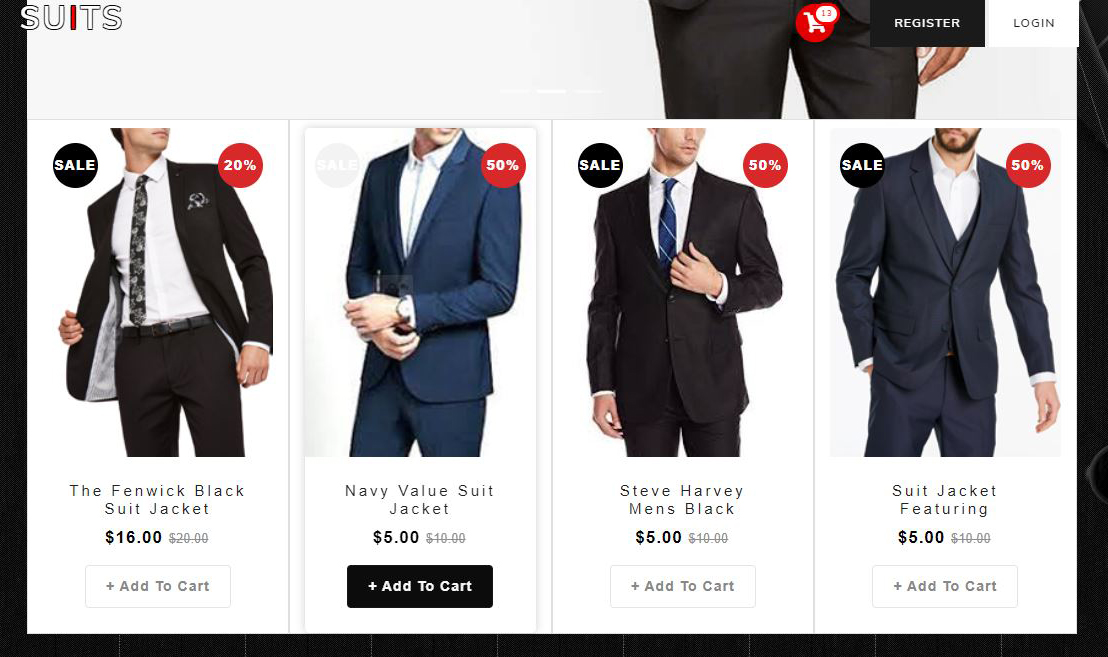 SUITS
13
REGISTER
LOGIN
SALE
20%
SALE
50%
SALE
50%
SALE
50%
The Fenwick Black
Suit Jacket
$16.00 $20.00
+ Add To Cart
Navy Value Suit
Jacket
$5.00 $10.00
+ Add To Cart
Steve Harvey
Mens Black
$5.00 $10.00
+ Add To Cart
Suit Jacket
Featuring
$5.00 $10.00
+ Add To Cart